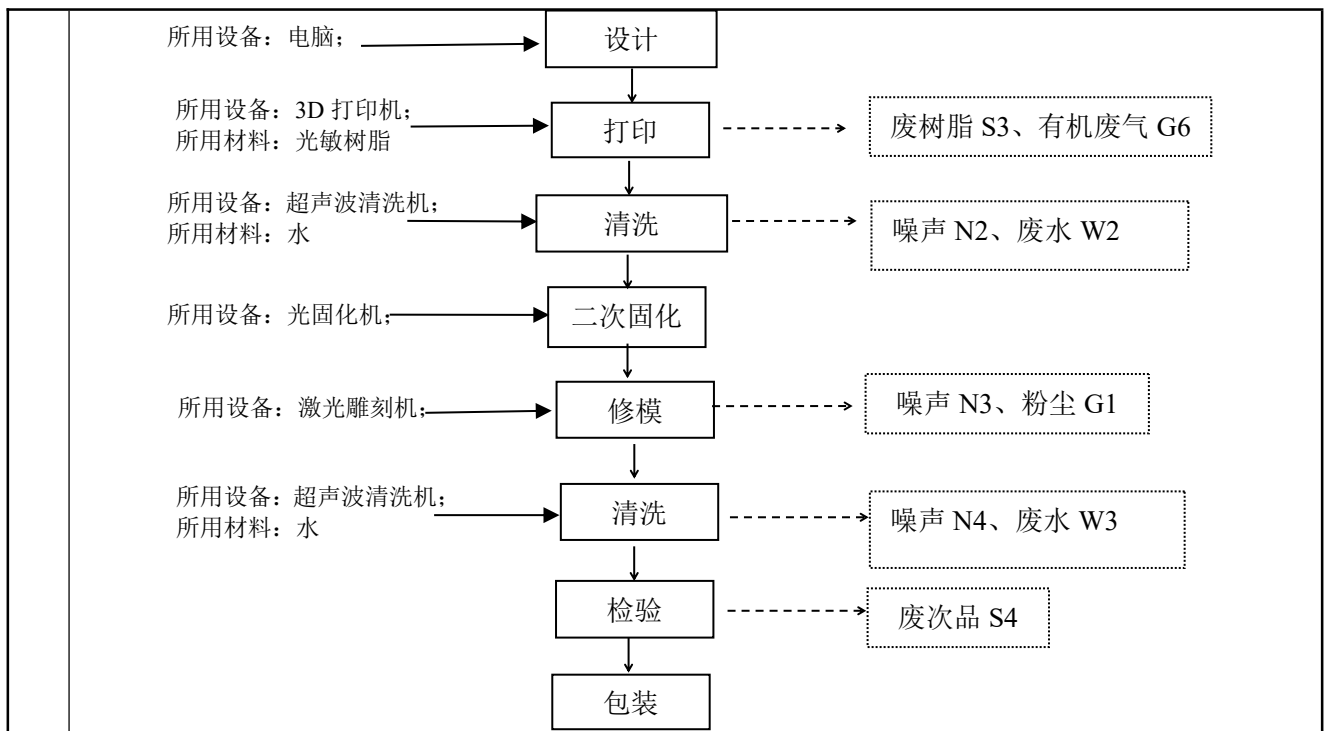 所用设备：电脑；
设计
所用设备：3D 打印机；
所用材料：光敏树脂
打印
废树脂 S3、有机废气 G6
所用设备：超声波清洗机；
所用材料：水
清洗
噪声 N2、废水 W2
所用设备：光固化机；
二次固化
所用设备：激光雕刻机；
修模
噪声 N3、粉尘 G1
所用设备：超声波清洗机；
所用材料：水
清洗
噪声 N4、废水 W3
检验
废次品 S4
包装